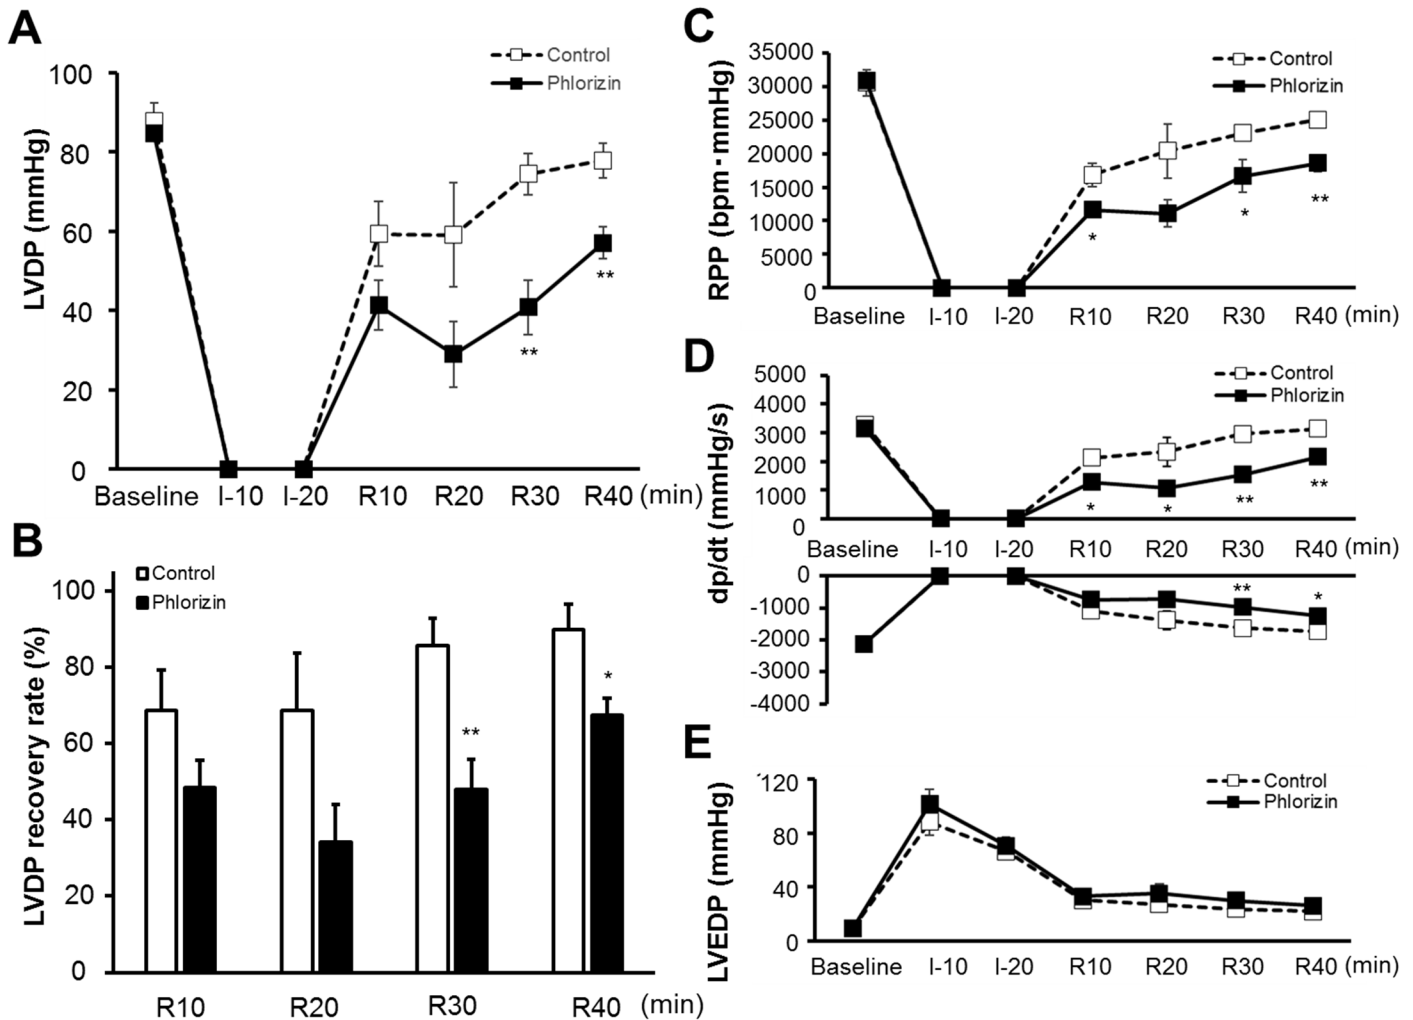 A
Control
Phlorizin
LVDP (mmHg)
100
80
60
40
20
0
**
**
Baseline I-10 I-20 R10 R20 R30 R40 (min)
B
Control
Phlorizin
LVDP recovery rate (%)
100
80
60
40
20
0
**
*
R10 R20 R30 R40 (min)
C
Control
Phlorizin
RPP (bpm·mmHg)
35000
30000
25000
20000
15000
10000
5000
0
*
*
**
Baseline I-10 I-20 R10 R20 R30 R40 (min)
D
Control
Phlorizin
dp/dt (mmHg/s)
5000
4000
3000
2000
1000
0
*
*
**
**
Baseline I-10 I-20 R10 R20 R30 R40 (min)
0
-1000
-2000
-3000
-4000
**
*
E
Control
Phlorizin
LVEDP (mmHg)
120
80
40
0
Baseline I-10 I-20 R10 R20 R30 R40 (min)